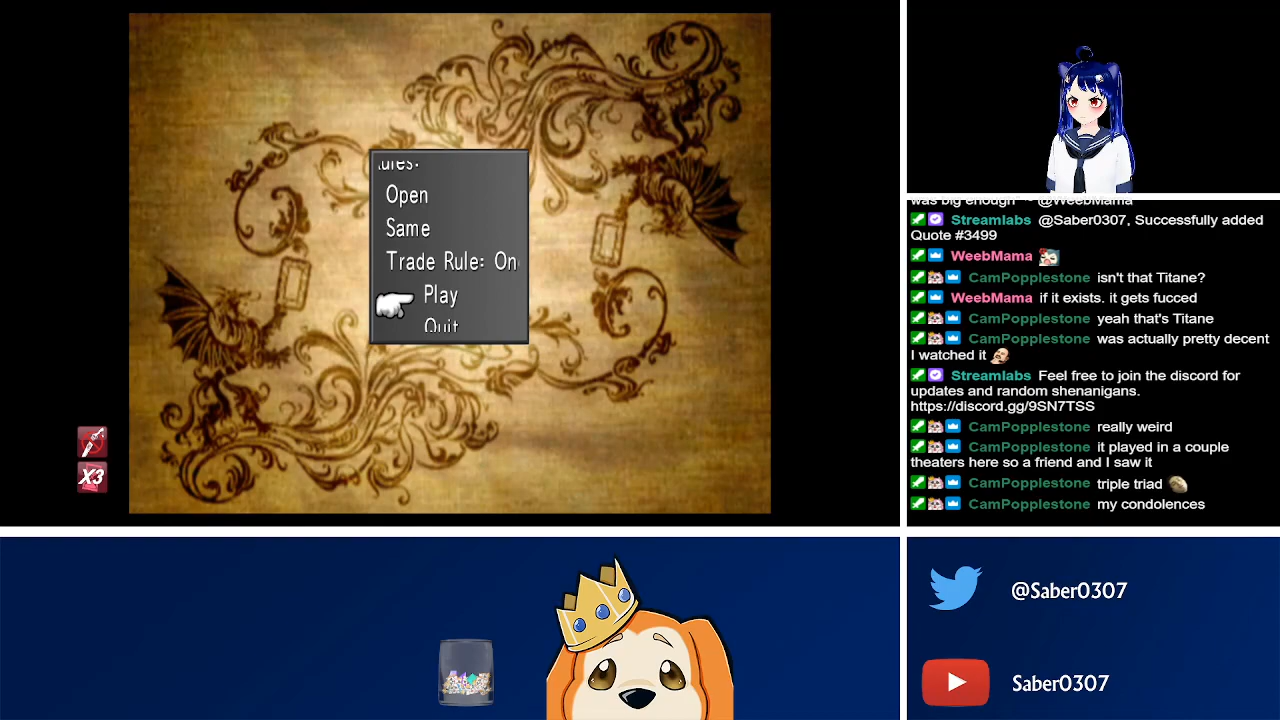 Open
Same
Trade Rule: On
Play
Quit
X3
was big enough ~ @WeebMama
Streamlabs @Saber0307, Successfully added
Quote #3499
WeebMama
CamPopplestone isn't that Titane?
WeebMama if it exists. it gets fucced
CamPopplestone yeah that's Titane
CamPopplestone was actually pretty decent
I watched it
Streamlabs Feel free to join the discord for
updates and random shenanigans.
https://discord.gg/9SN7TSS
CamPopplestone really weird
CamPopplestone it played in a couple
theaters here so a friend and I saw it
CamPopplestone triple triad
CamPopplestone my condolences
@Saber0307
Saber0307